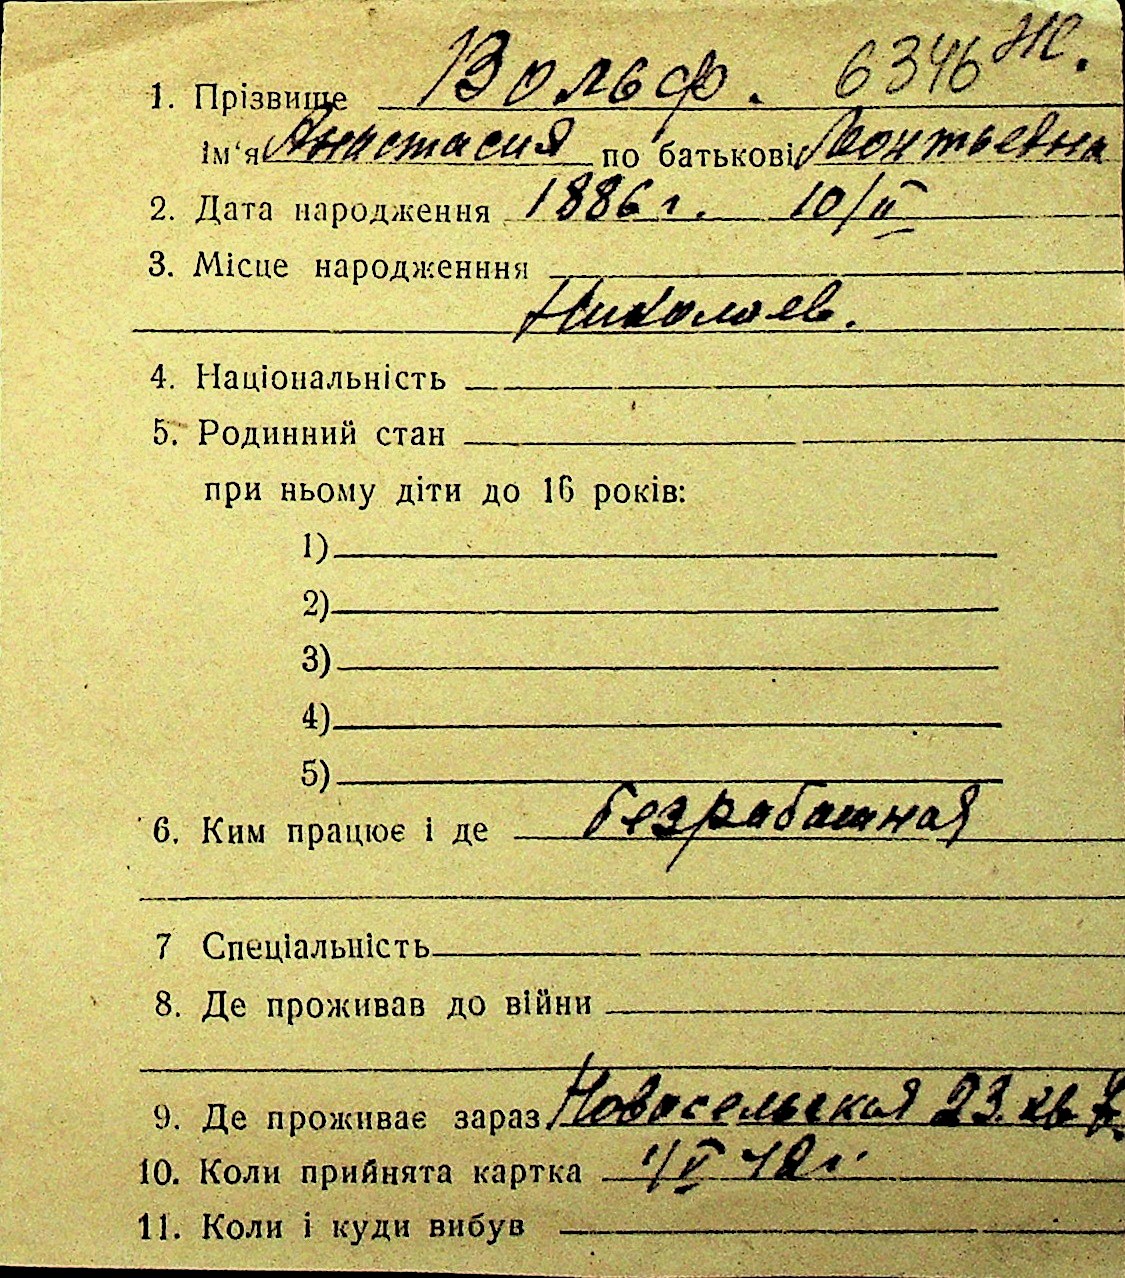 1. Прізвище Вольф. 6346 Ж.
ім'я Анастасия по батькові Леонтьевна
2. Дата народження 1886 г. 10/II
3. Місце народженння
Николаев.
4. Національність
5. Родинний стан
при ньому діти до 16 років:
1)
2)
3)
4)
5)
6. Ким працює і де безработная
7 Спеціальність
8. Де проживав до війни
9. Де проживає зараз Новосельская 23. кв
10. Коли прийнята картка 42 г.
11. Коли і куди вибув